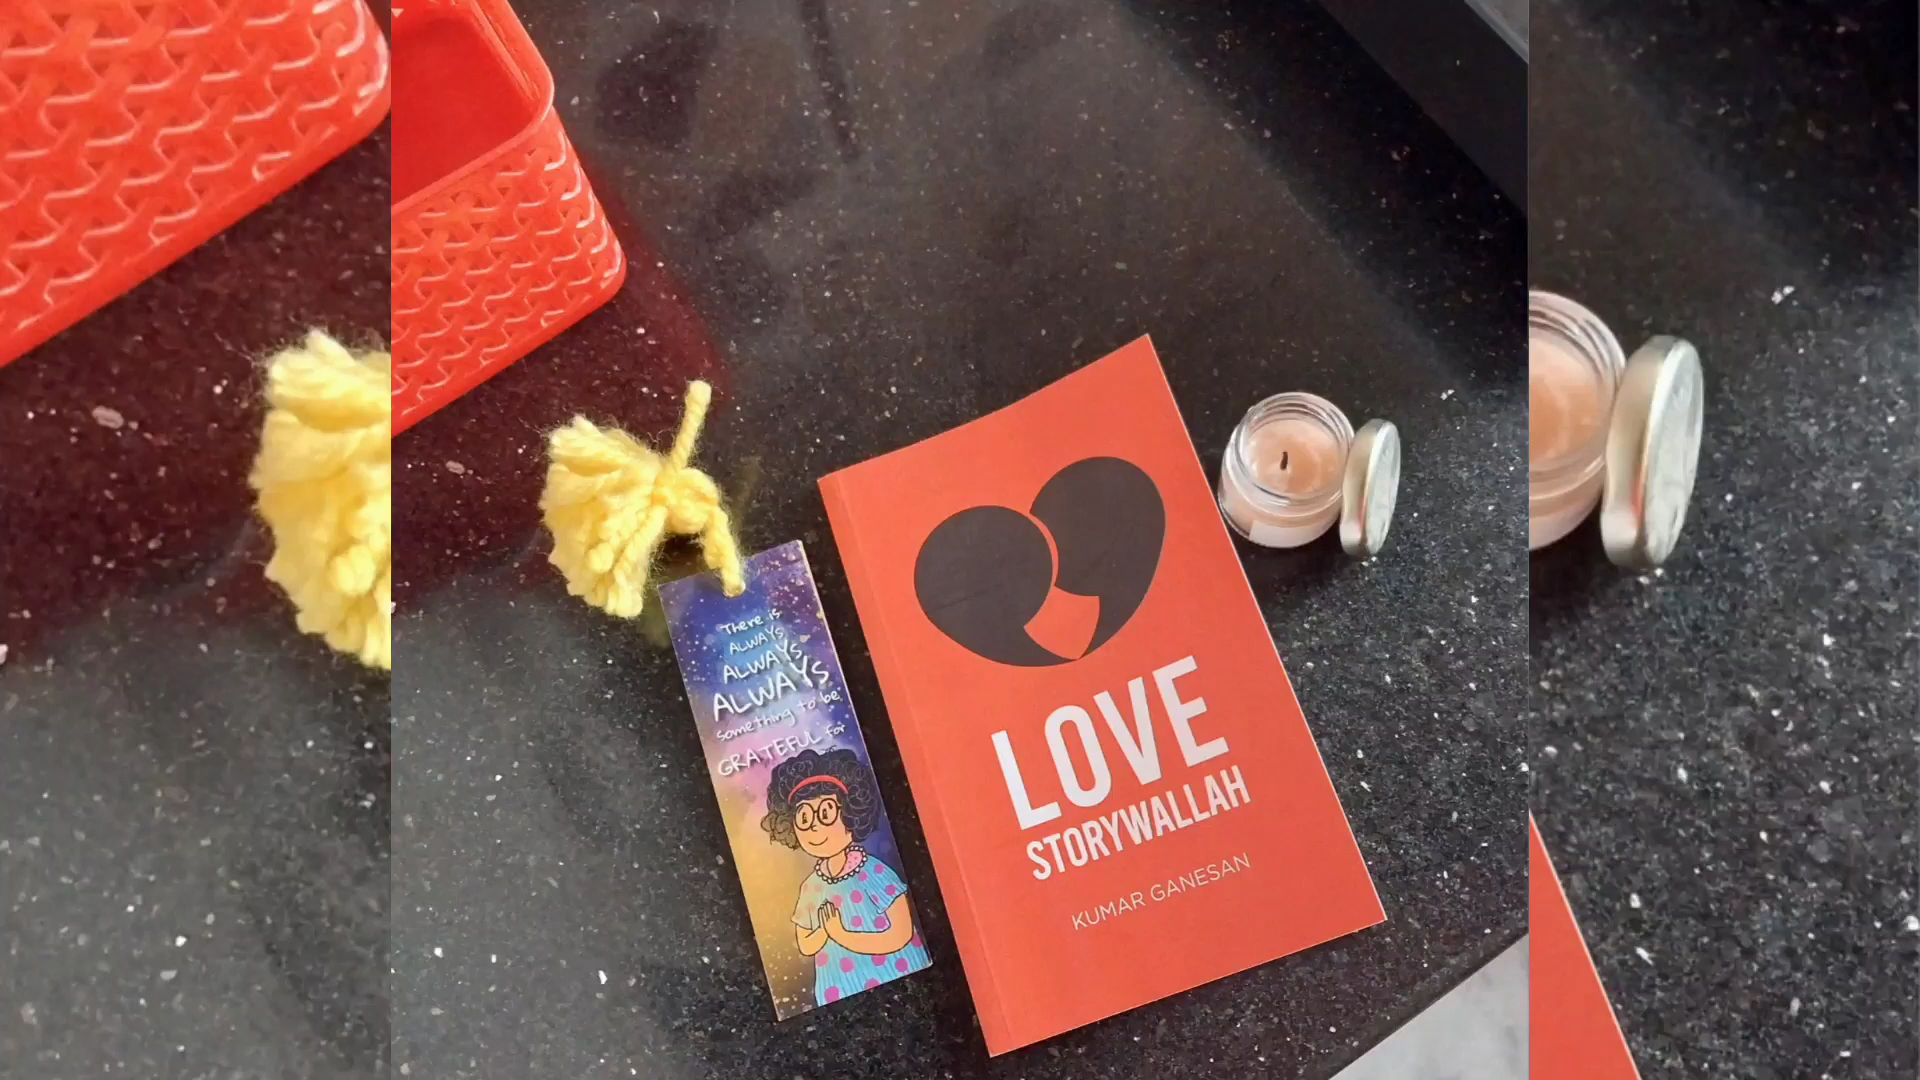 There is
ALWAYS
ALWAYS
ALWAYS
something to be
GRATEFUL for
LOVE
STORYWALLAH
KUMAR GANESAN